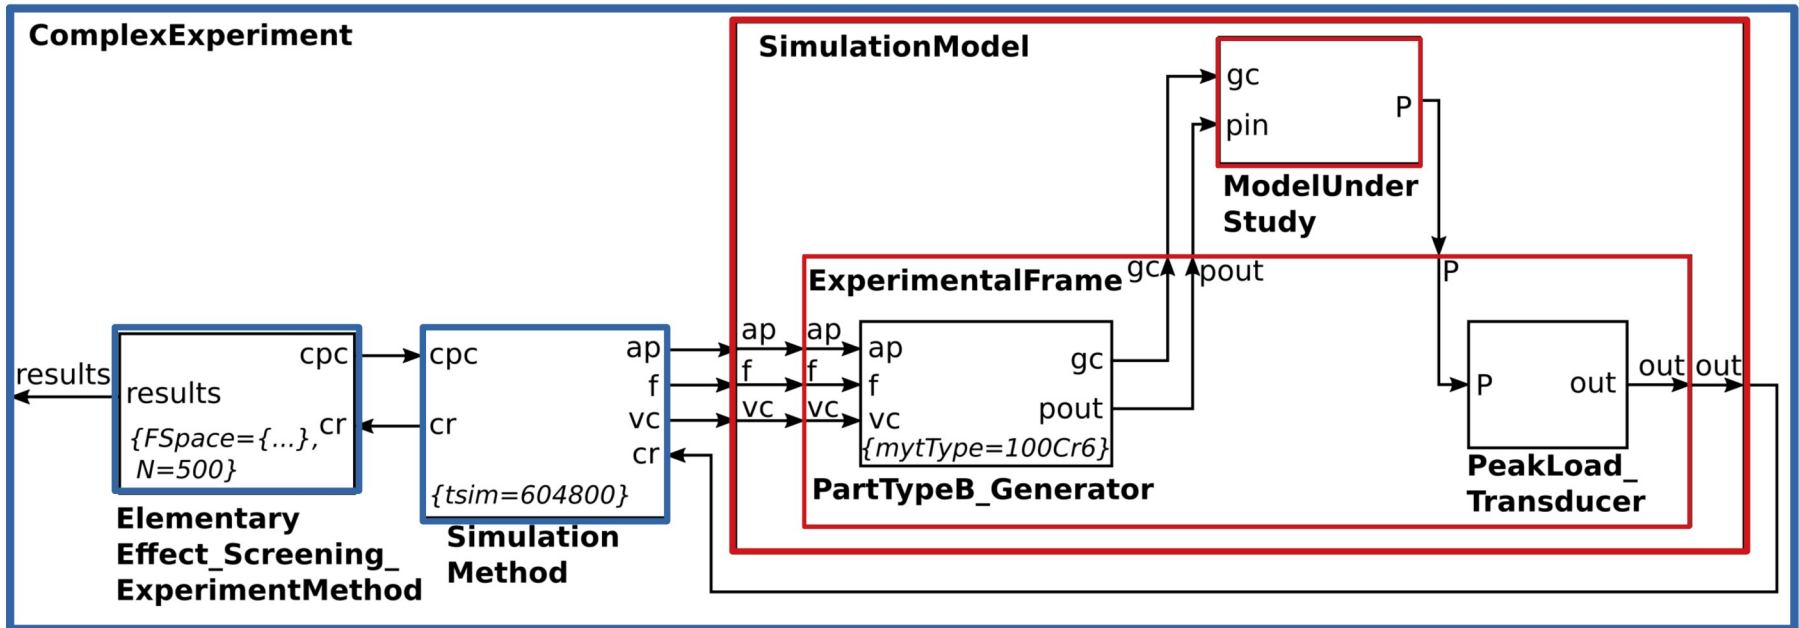 ComplexExperiment
SimulationModel
gc
pin
P
ModelUnder
Study
ExperimentalFrame
gc
pout
P
results
results
cpc
cr
{FSpace={...},
N=500}
Elementary
Effect_Screening_
ExperimentMethod
cpc
cr
ap
f
vc
cr
{tsim=604800}
Simulation
Method
ap
f
vc
ap
f
vc
ap
f
vc
gc
pout
{mytType=100Cr6}
PartTypeB_Generator
P
out
PeakLoad_
Transducer
out
out